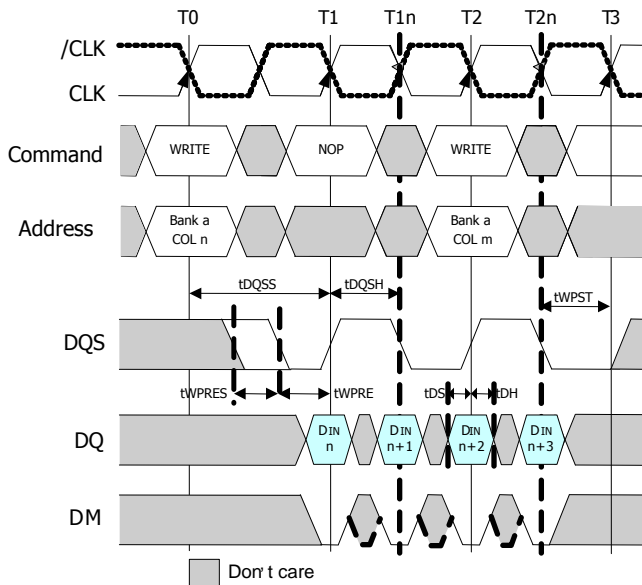 T0 T1 T1n T2 T2n T3
/CLK
CLK
Command WRITE NOP WRITE
Address Bank a COL n Bank a COL m
tDQSS tDQSH tWPST
DQS
tWPRES tWPRE tDS tDH
DQ DIN n DIN n+1 DIN n+2 DIN n+3
DM
Don't care